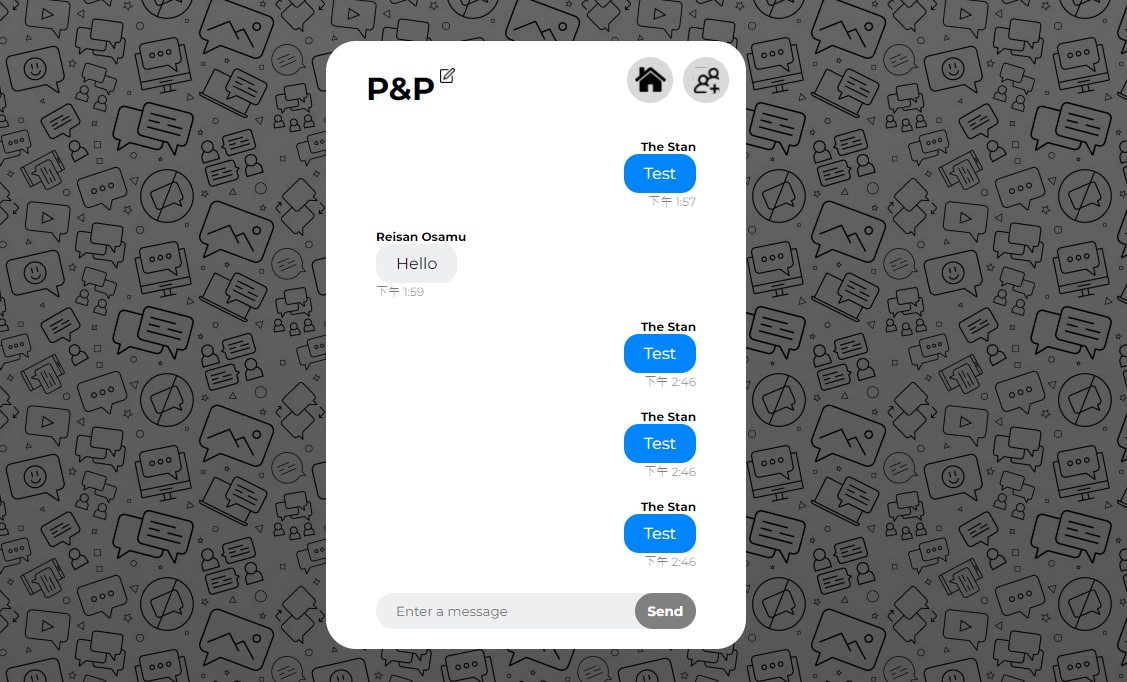 P&P
The Stan
Test
下午 1:57
Reisan Osamu
Hello
下午 1:59
The Stan
Test
下午 2:46
The Stan
Test
下午 2:46
The Stan
Test
下午 2:46
Enter a message
Send